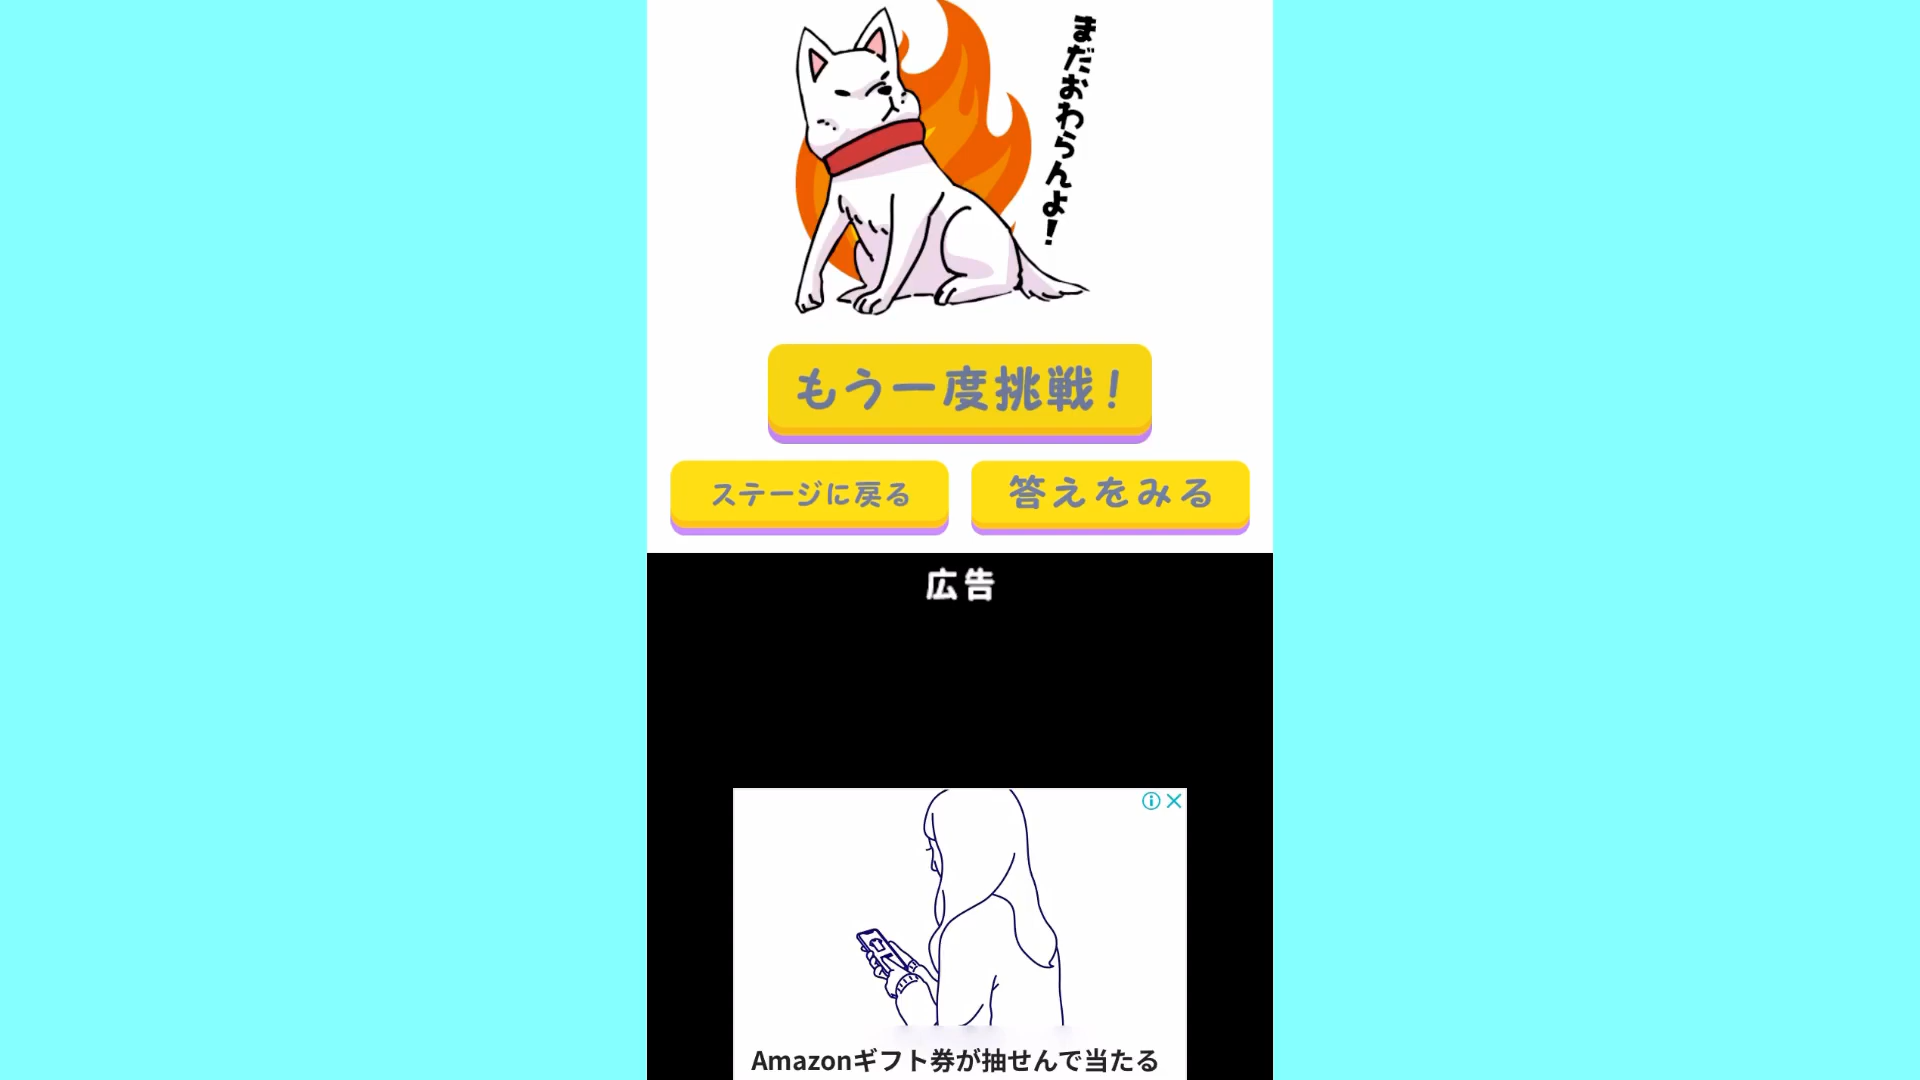 まだおわらんよ!
もう一度挑戦!
ステージに戻る
答えをみる
広告
Amazonギフト券が抽せんで当たる